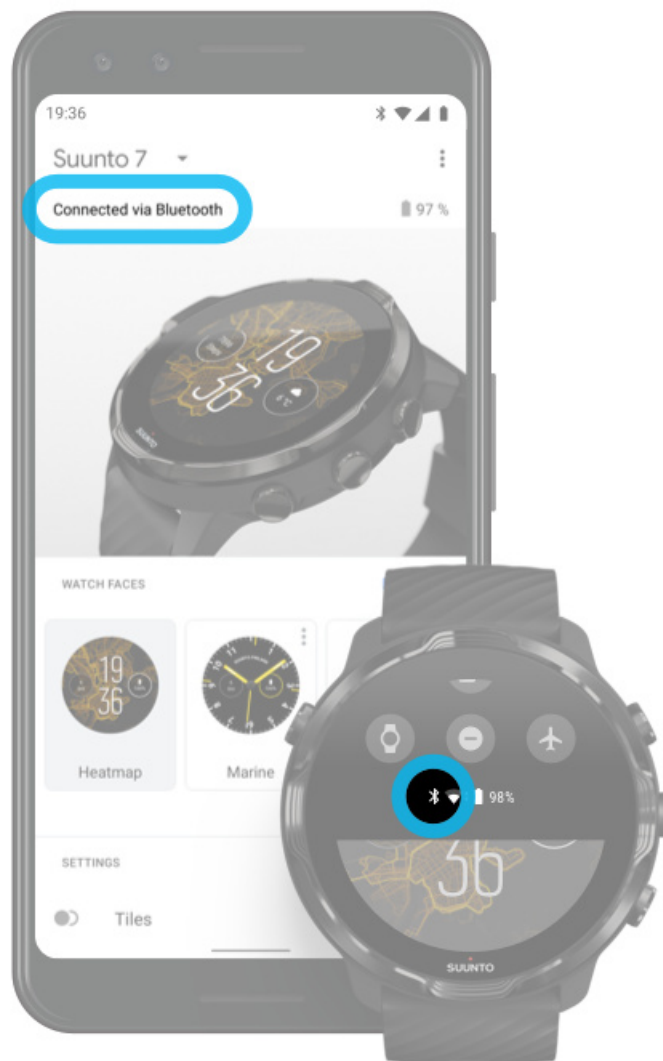 19:36
Suunto 7
Connected via Bluetooth
97 %
19
36
SUUNTO
WATCH FACES
19
36
Heatmap
Marine
98%
36
SUUNTO
SETTINGS
Tiles